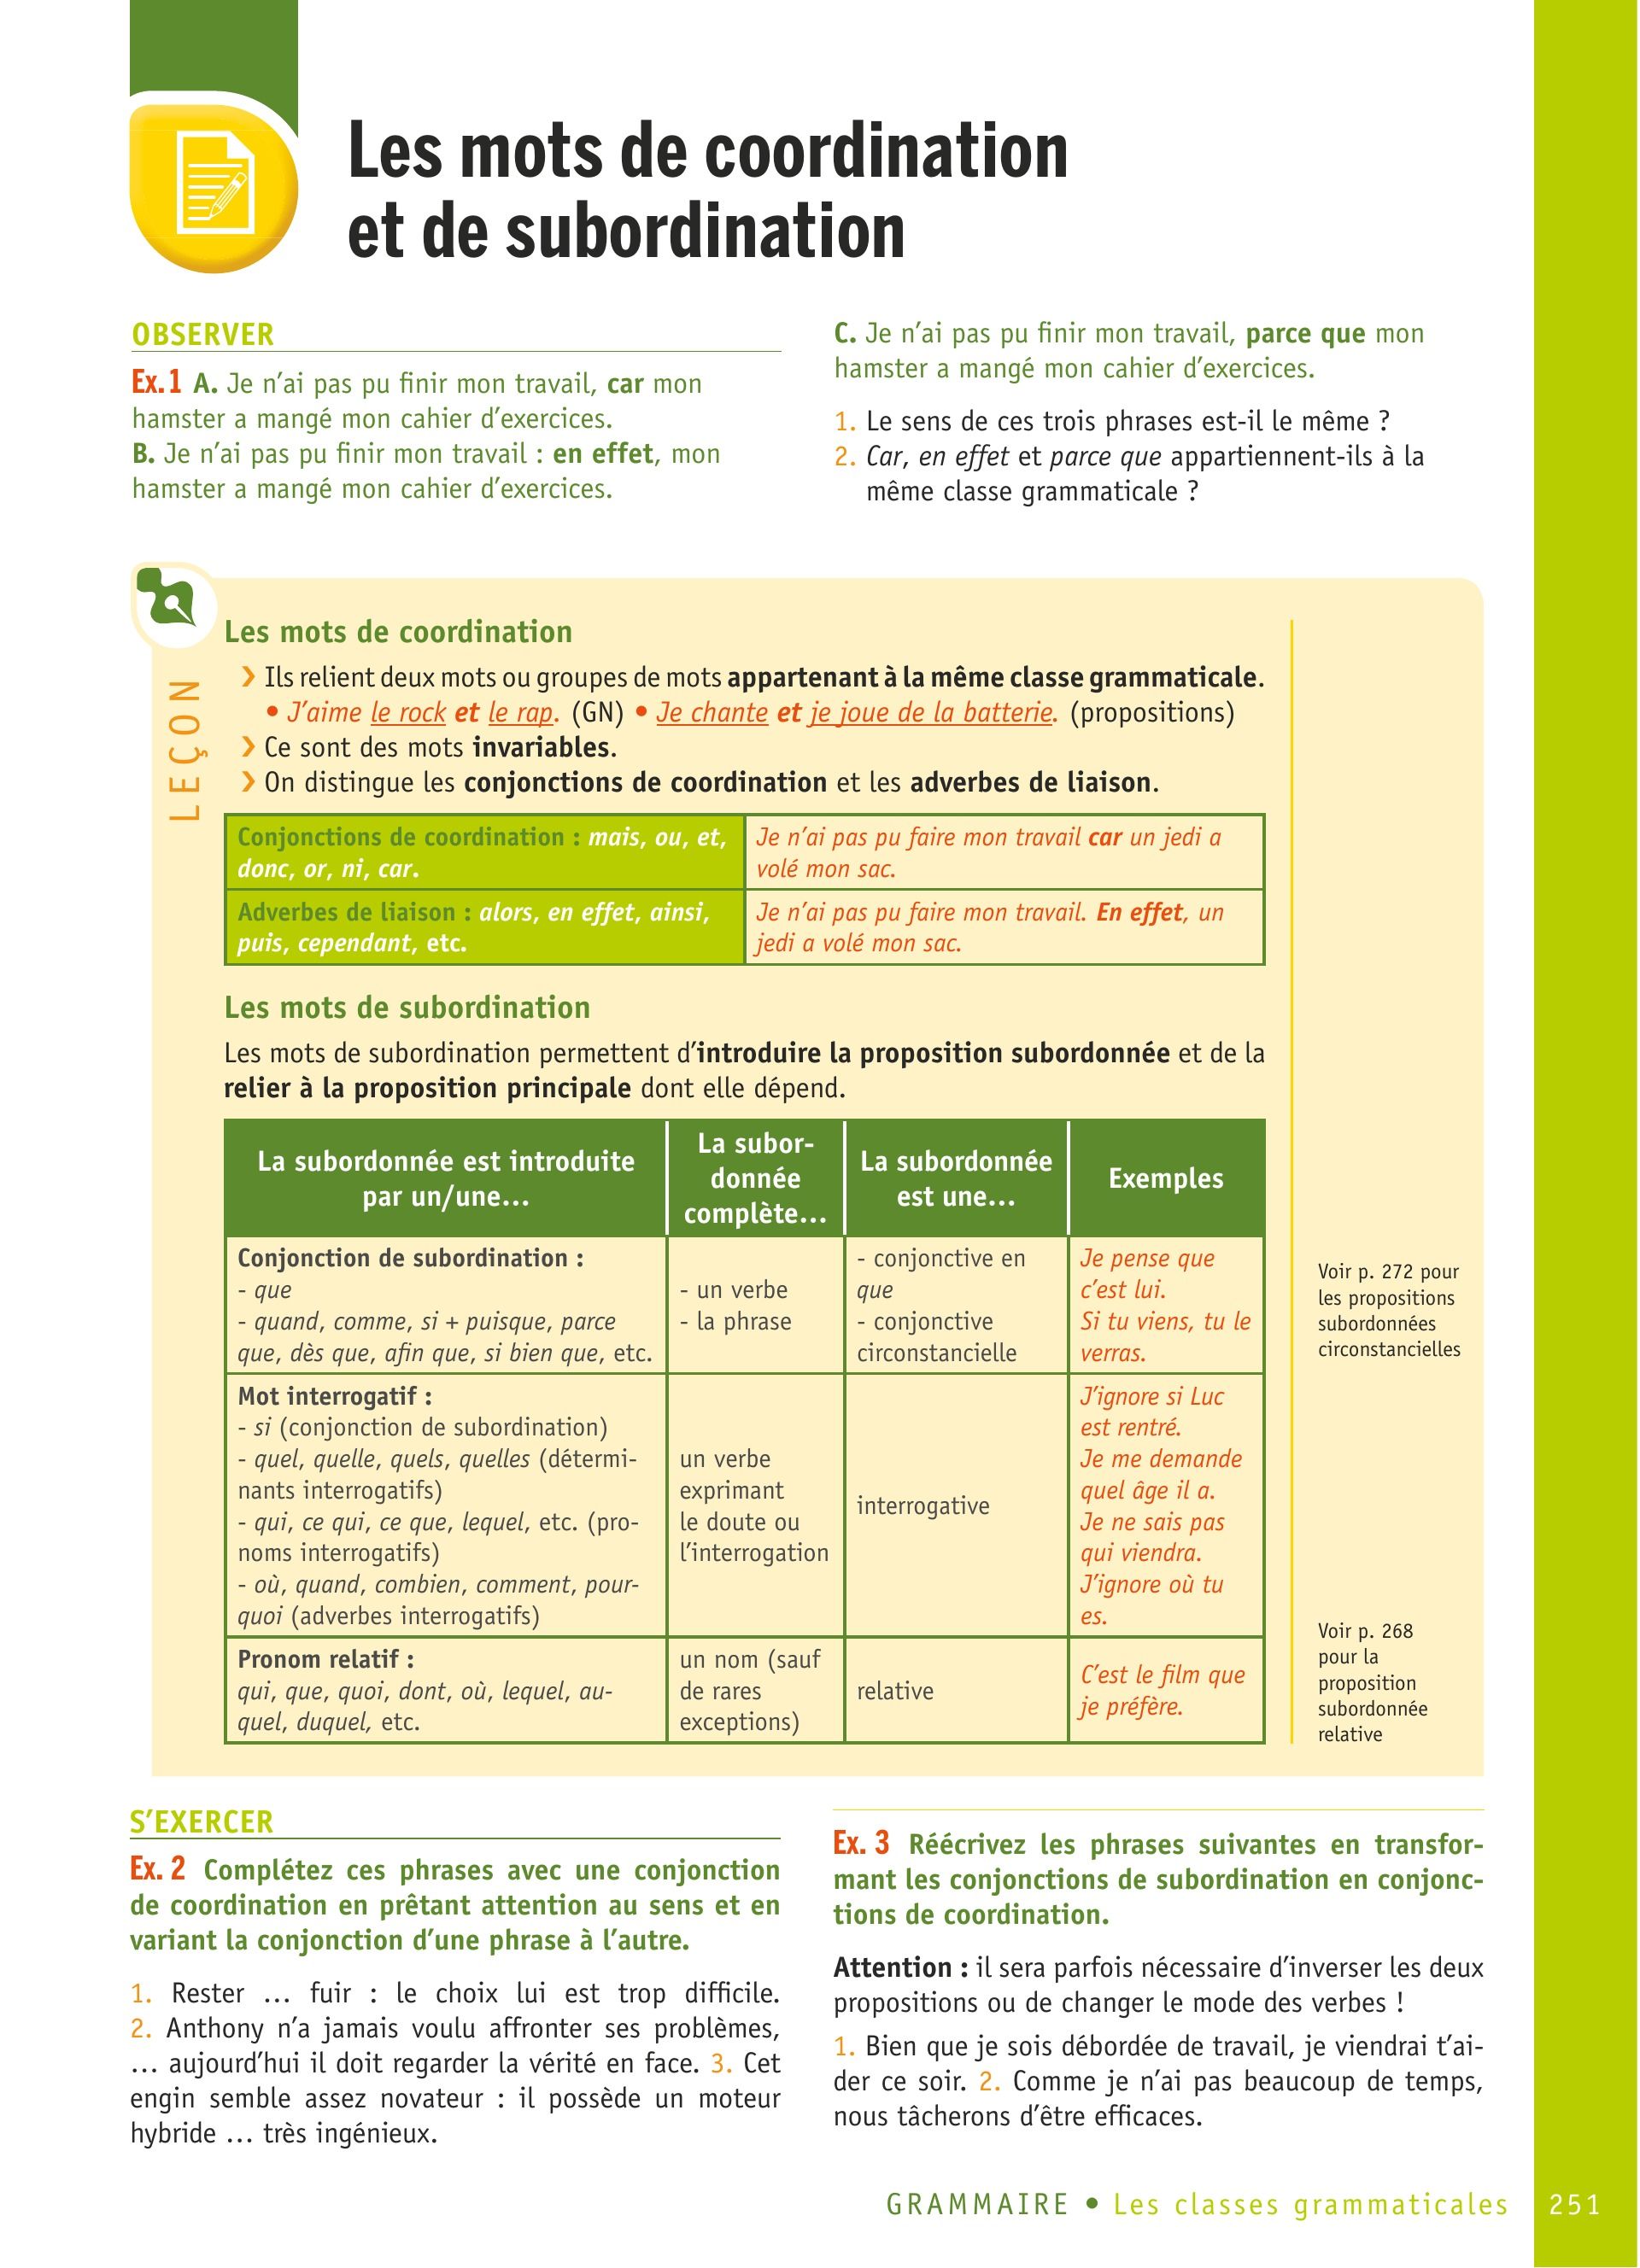 Les mots de coordination
et de subordination
OBSERVER
Ex.1 A. Je n’ai pas pu finir mon travail, car mon
hamster a mangé mon cahier d’exercices.
B. Je n’ai pas pu finir mon travail : en effet, mon
hamster a mangé mon cahier d’exercices.
C. Je n’ai pas pu finir mon travail, parce que mon
hamster a mangé mon cahier d’exercices.
1. Le sens de ces trois phrases est-il le même ?
2. Car, en effet et parce que appartiennent-ils à la
même classe grammaticale ?
LEÇON
Les mots de coordination
❯ Ils relient deux mots ou groupes de mots appartenant à la même classe grammaticale.
• J’aime le rock et le rap. (GN) • Je chante et je joue de la batterie. (propositions)
❯ Ce sont des mots invariables.
❯ On distingue les conjonctions de coordination et les adverbes de liaison.
Conjonctions de coordination : mais, ou, et,
donc, or, ni, car.
Je n’ai pas pu faire mon travail car un jedi a
volé mon sac.
Adverbes de liaison : alors, en effet, ainsi,
puis, cependant, etc.
Je n’ai pas pu faire mon travail. En effet, un
jedi a volé mon sac.
Les mots de subordination
Les mots de subordination permettent d’introduire la proposition subordonnée et de la
relier à la proposition principale dont elle dépend.
La subordonnée est introduite
par un/une…
La subor-
donnée
complète…
La subordonnée
est une…
Exemples
Conjonction de subordination :
- que
- quand, comme, si + puisque, parce
que, dès que, afin que, si bien que, etc.
- un verbe
- la phrase
- conjonctive en
que
- conjonctive
circonstancielle
Je pense que
c’est lui.
Si tu viens, tu le
verras.
Voir p. 272 pour
les propositions
subordonnées
circonstancielles
Mot interrogatif :
- si (conjonction de subordination)
- quel, quelle, quels, quelles (détermi-
nants interrogatifs)
- qui, ce qui, ce que, lequel, etc. (pro-
noms interrogatifs)
- où, quand, combien, comment, pour-
quoi (adverbes interrogatifs)
un verbe
exprimant
le doute ou
l’interrogation
interrogative
J’ignore si Luc
est rentré.
Je me demande
quel âge il a.
Je ne sais pas
qui viendra.
J’ignore où tu
es.
Pronom relatif :
qui, que, quoi, dont, où, lequel, au-
quel, duquel, etc.
un nom (sauf
de rares
exceptions)
relative
C’est le film que
je préfère.
Voir p. 268
pour la
proposition
subordonnée
relative
S’EXERCER
Ex. 2 Complétez ces phrases avec une conjonction
de coordination en prêtant attention au sens et en
variant la conjonction d’une phrase à l’autre.
1. Rester … fuir : le choix lui est trop difficile.
2. Anthony n’a jamais voulu affronter ses problèmes,
… aujourd’hui il doit regarder la vérité en face. 3. Cet
engin semble assez novateur : il possède un moteur
hybride … très ingénieux.
Ex. 3 Réécrivez les phrases suivantes en transfor-
mant les conjonctions de subordination en conjonc-
tions de coordination.
Attention : il sera parfois nécessaire d’inverser les deux
propositions ou de changer le mode des verbes !
1. Bien que je sois débordée de travail, je viendrai t’ai-
der ce soir. 2. Comme je n’ai pas beaucoup de temps,
nous tâcherons d’être efficaces.
GRAMMAIRE • Les classes grammaticales 251